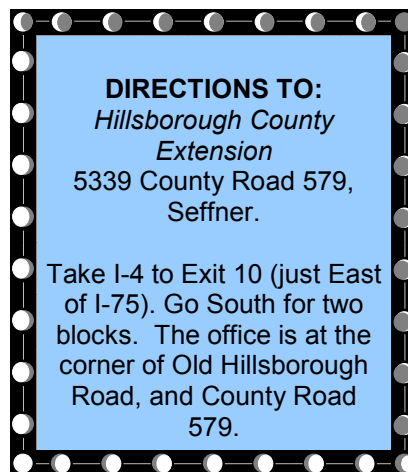 DIRECTIONS TO:
Hillsborough County
Extension
5339 County Road 579,
Seffner.
Take I-4 to Exit 10 (just East
of I-75). Go South for two
blocks.  The office is at the
corner of Old Hillsborough
Road, and County Road
579.